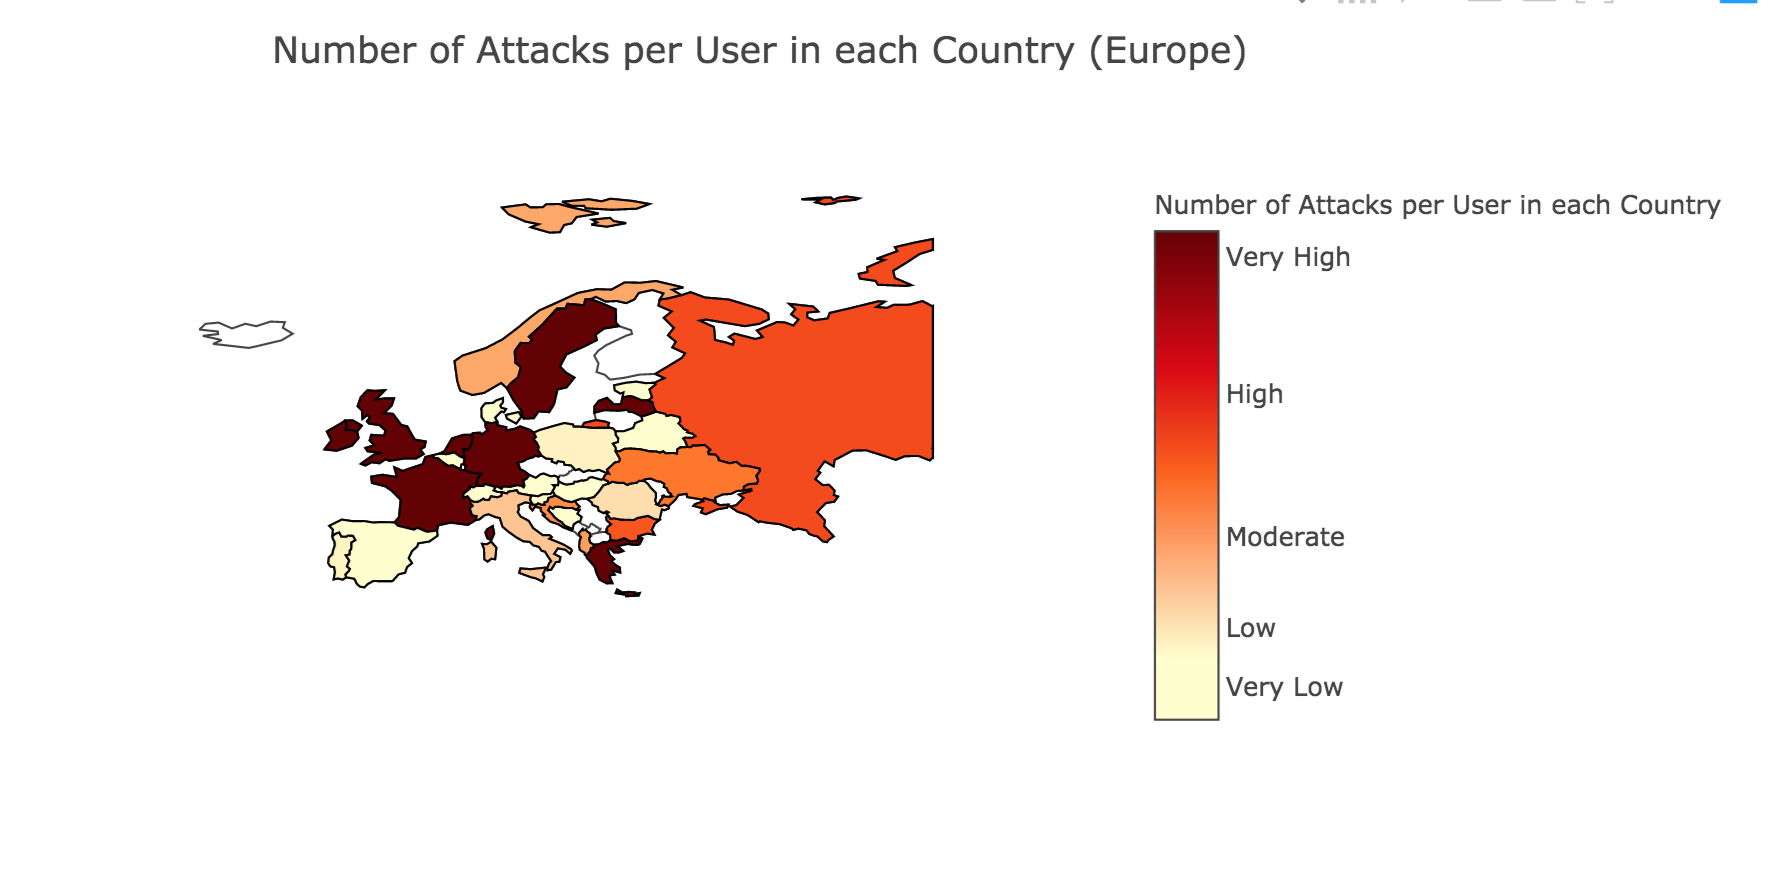 Number of Attacks per User in each Country (Europe)
Number of Attacks per User in each Country
Very High
High
Moderate
Low
Very Low